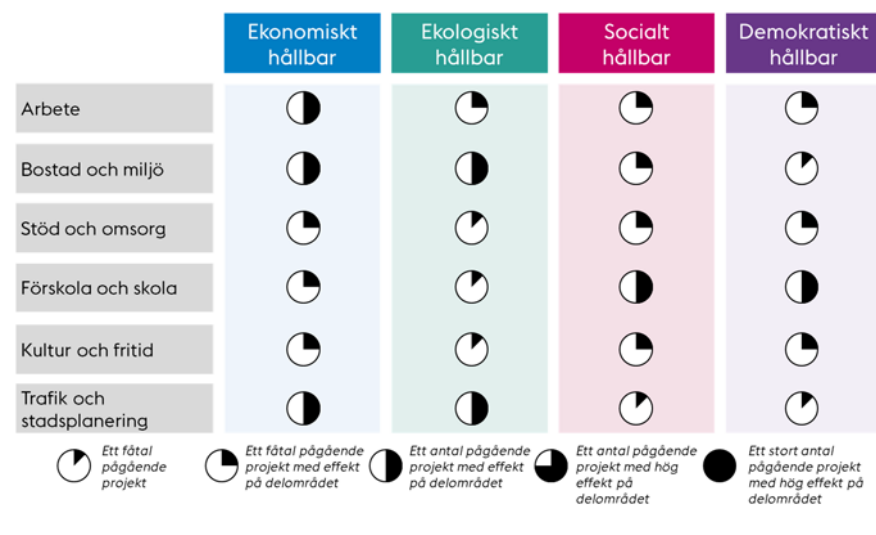 Ekonomiskt
hållbar
Ekologiskt
hållbar
Socialt
hållbar
Demokratiskt
hållbar
Arbete
Bostad och miljö
Stöd och omsorg
Förskola och skola
Kultur och fritid
Trafik och
stadsplanering
Ett fåtal
pågående
projekt
Ett fåtal pågående
projekt med effekt
på delområdet
Ett antal pågående
projekt med effekt
på delområdet
Ett antal pågående
projekt med hög
effekt på
delområdet
Ett stort antal
pågående projekt
med hög effekt på
delområdet